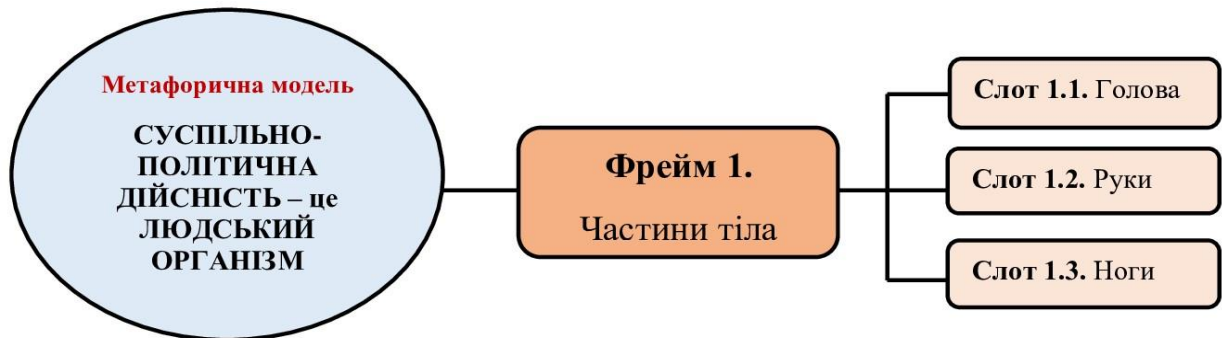 Метафорична модель
СУСПІЛЬНО-
ПОЛІТИЧНА
ДІЙСНІСТЬ – це
ЛЮДСЬКИЙ
ОРГАНІЗМ
Фрейм 1.
Частини тіла
Слот 1.1. Голова
Слот 1.2. Руки
Слот 1.3. Ноги